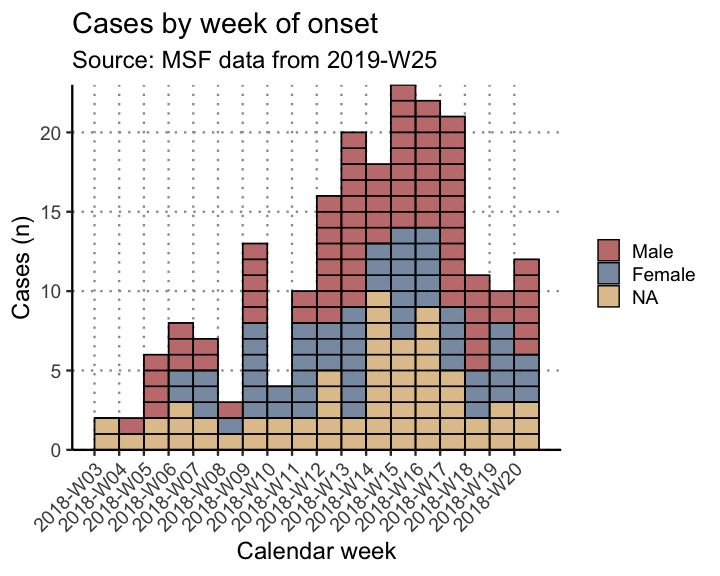 Cases by week of onset
Source: MSF data from 2019-W25
Cases (n)
20
15
10
5
0
2018-W03
2018-W04
2018-W05
2018-W06
2018-W07
2018-W08
2018-W09
2018-W10
2018-W11
2018-W12
2018-W13
2018-W14
2018-W15
2018-W16
2018-W17
2018-W18
2018-W19
2018-W20
Calendar week
Male
Female
NA